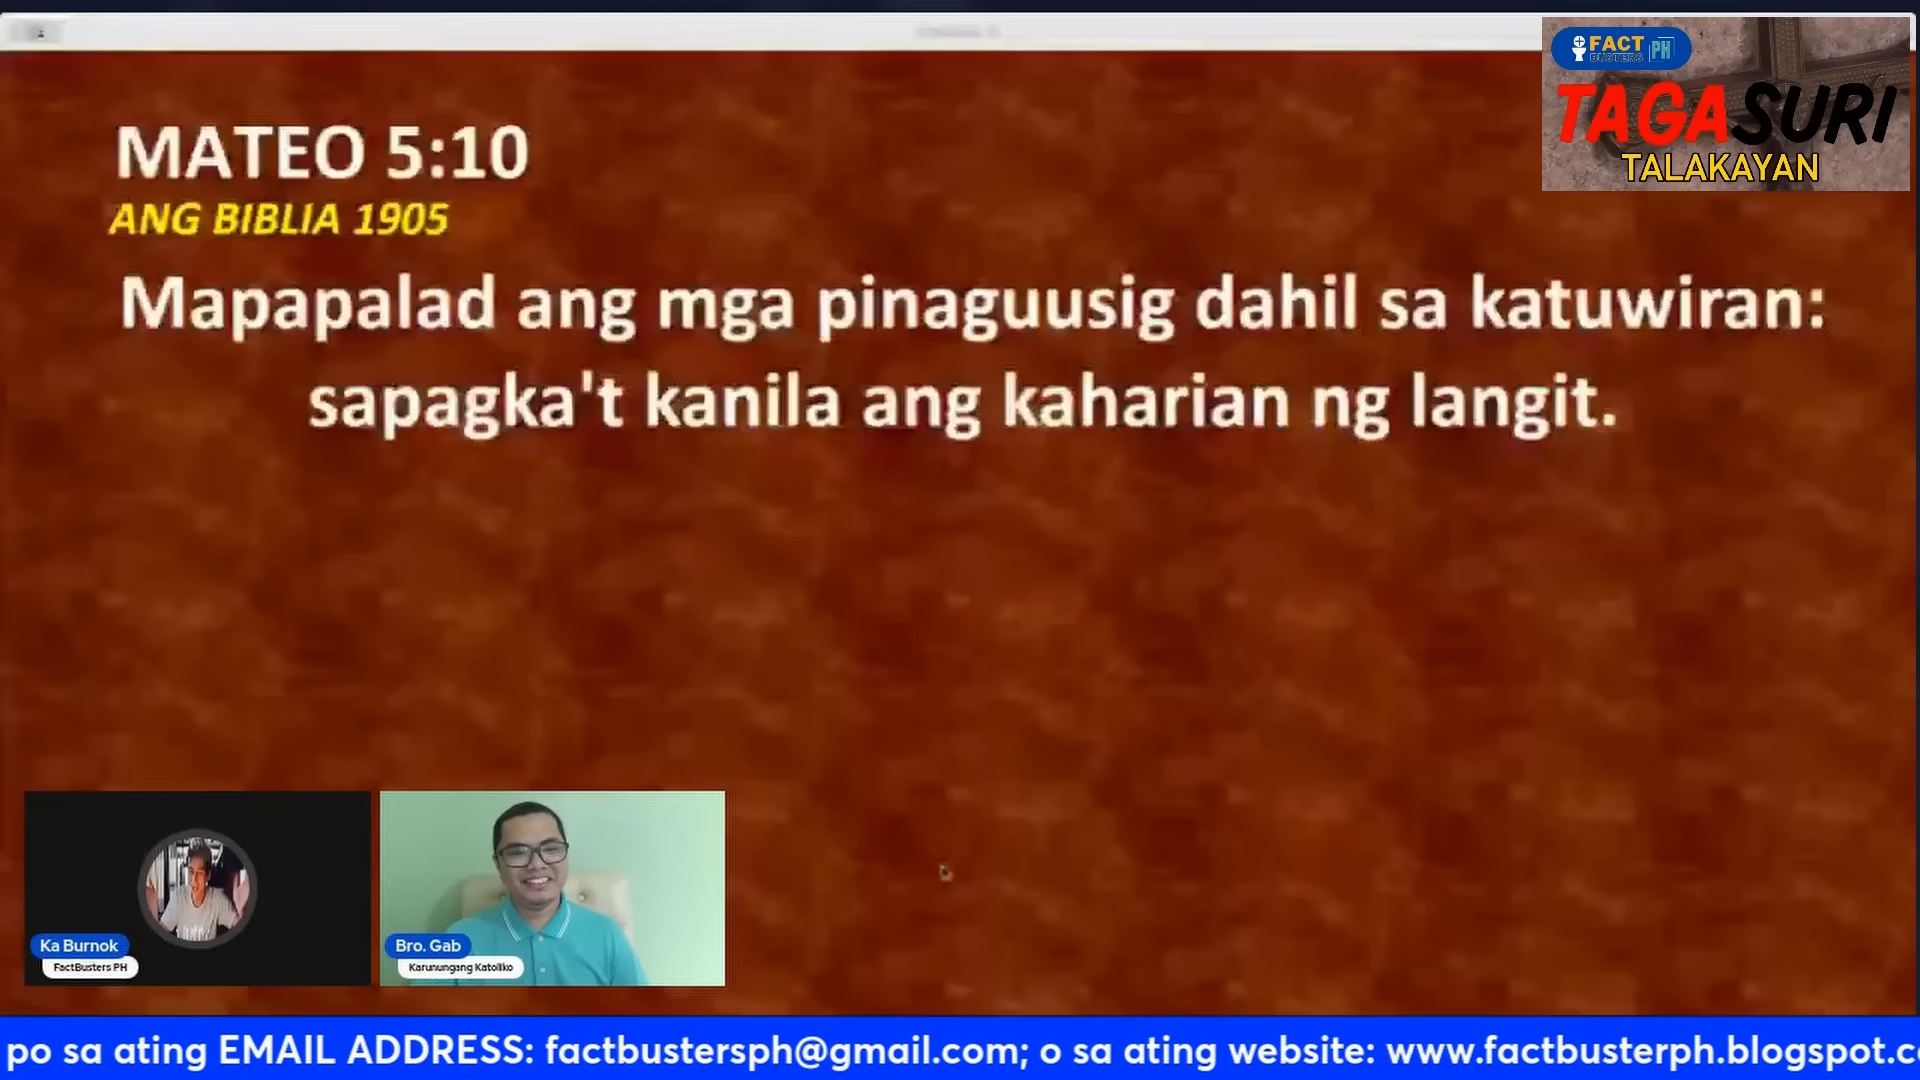 FACT
BUSTERS PH
TAGASURI
TALAKAYAN
MATEO 5:10
ANG BIBLIA 1905
Mapapalad ang mga pinaguusig dahil sa katuwiran:
sapagka't kanila ang kaharian ng langit.
Ka Burnok
FactBusters PH
Bro. Gab
Karunungang Katoliko
po sa ating EMAIL ADDRESS: factbustersph@gmail.com; o sa ating website: www.factbusterph.blogspot.c